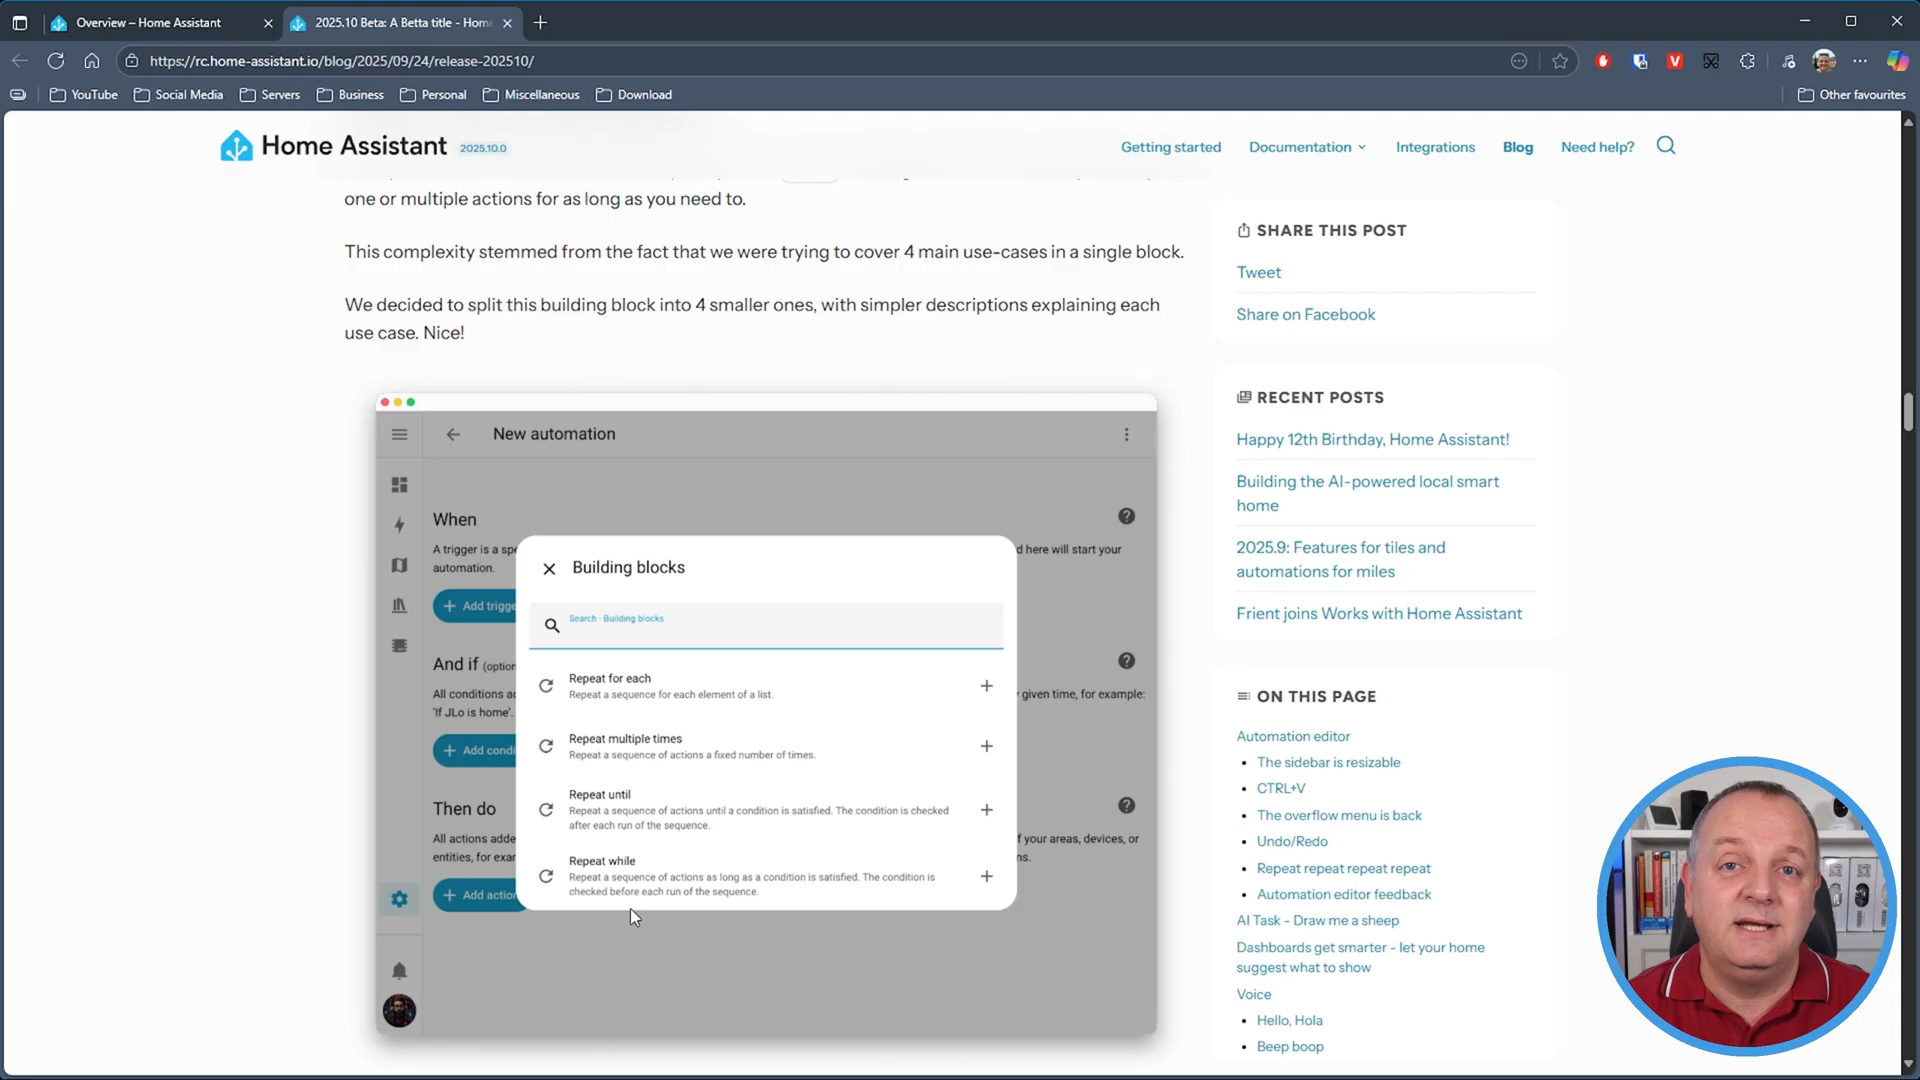 Overview – Home Assistant
2025.10 Beta: A Betta title - Home
https://rc.home-assistant.io/blog/2025/09/24/release-202510/
YouTube
Social Media
Servers
Business
Personal
Miscellaneous
Download
Other favourites
Home Assistant 2025.10.0
Getting started
Documentation
Integrations
Blog
Need help?
one or multiple actions for as long as you need to.
This complexity stemmed from the fact that we were trying to cover 4 main use-cases in a single block.
We decided to split this building block into 4 smaller ones, with simpler descriptions explaining each
use case. Nice!
New automation
When
A trigger is a spe
d here will start your
automation.
Add trigge
And if (option
All conditions ad
given time, for example:
'If JLo is home'.
Add condi
Then do
All actions adde
f your areas, devices, or
entities, for exar
ns.
Add action
Building blocks
Search · Building blocks
Repeat for each
Repeat a sequence for each element of a list.
Repeat multiple times
Repeat a sequence of actions a fixed number of times.
Repeat until
Repeat a sequence of actions until a condition is satisfied. The condition is checked
after each run of the sequence.
Repeat while
Repeat a sequence of actions as long as a condition is satisfied. The condition is
checked before each run of the sequence.
SHARE THIS POST
Tweet
Share on Facebook
RECENT POSTS
Happy 12th Birthday, Home Assistant!
Building the AI-powered local smart
home
2025.9: Features for tiles and
automations for miles
Frient joins Works with Home Assistant
ON THIS PAGE
Automation editor
The sidebar is resizable
CTRL+V
The overflow menu is back
Undo/Redo
Repeat repeat repeat repeat
Automation editor feedback
AI Task - Draw me a sheep
Dashboards get smarter - let your home
suggest what to show
Voice
Hello, Hola
Beep boop